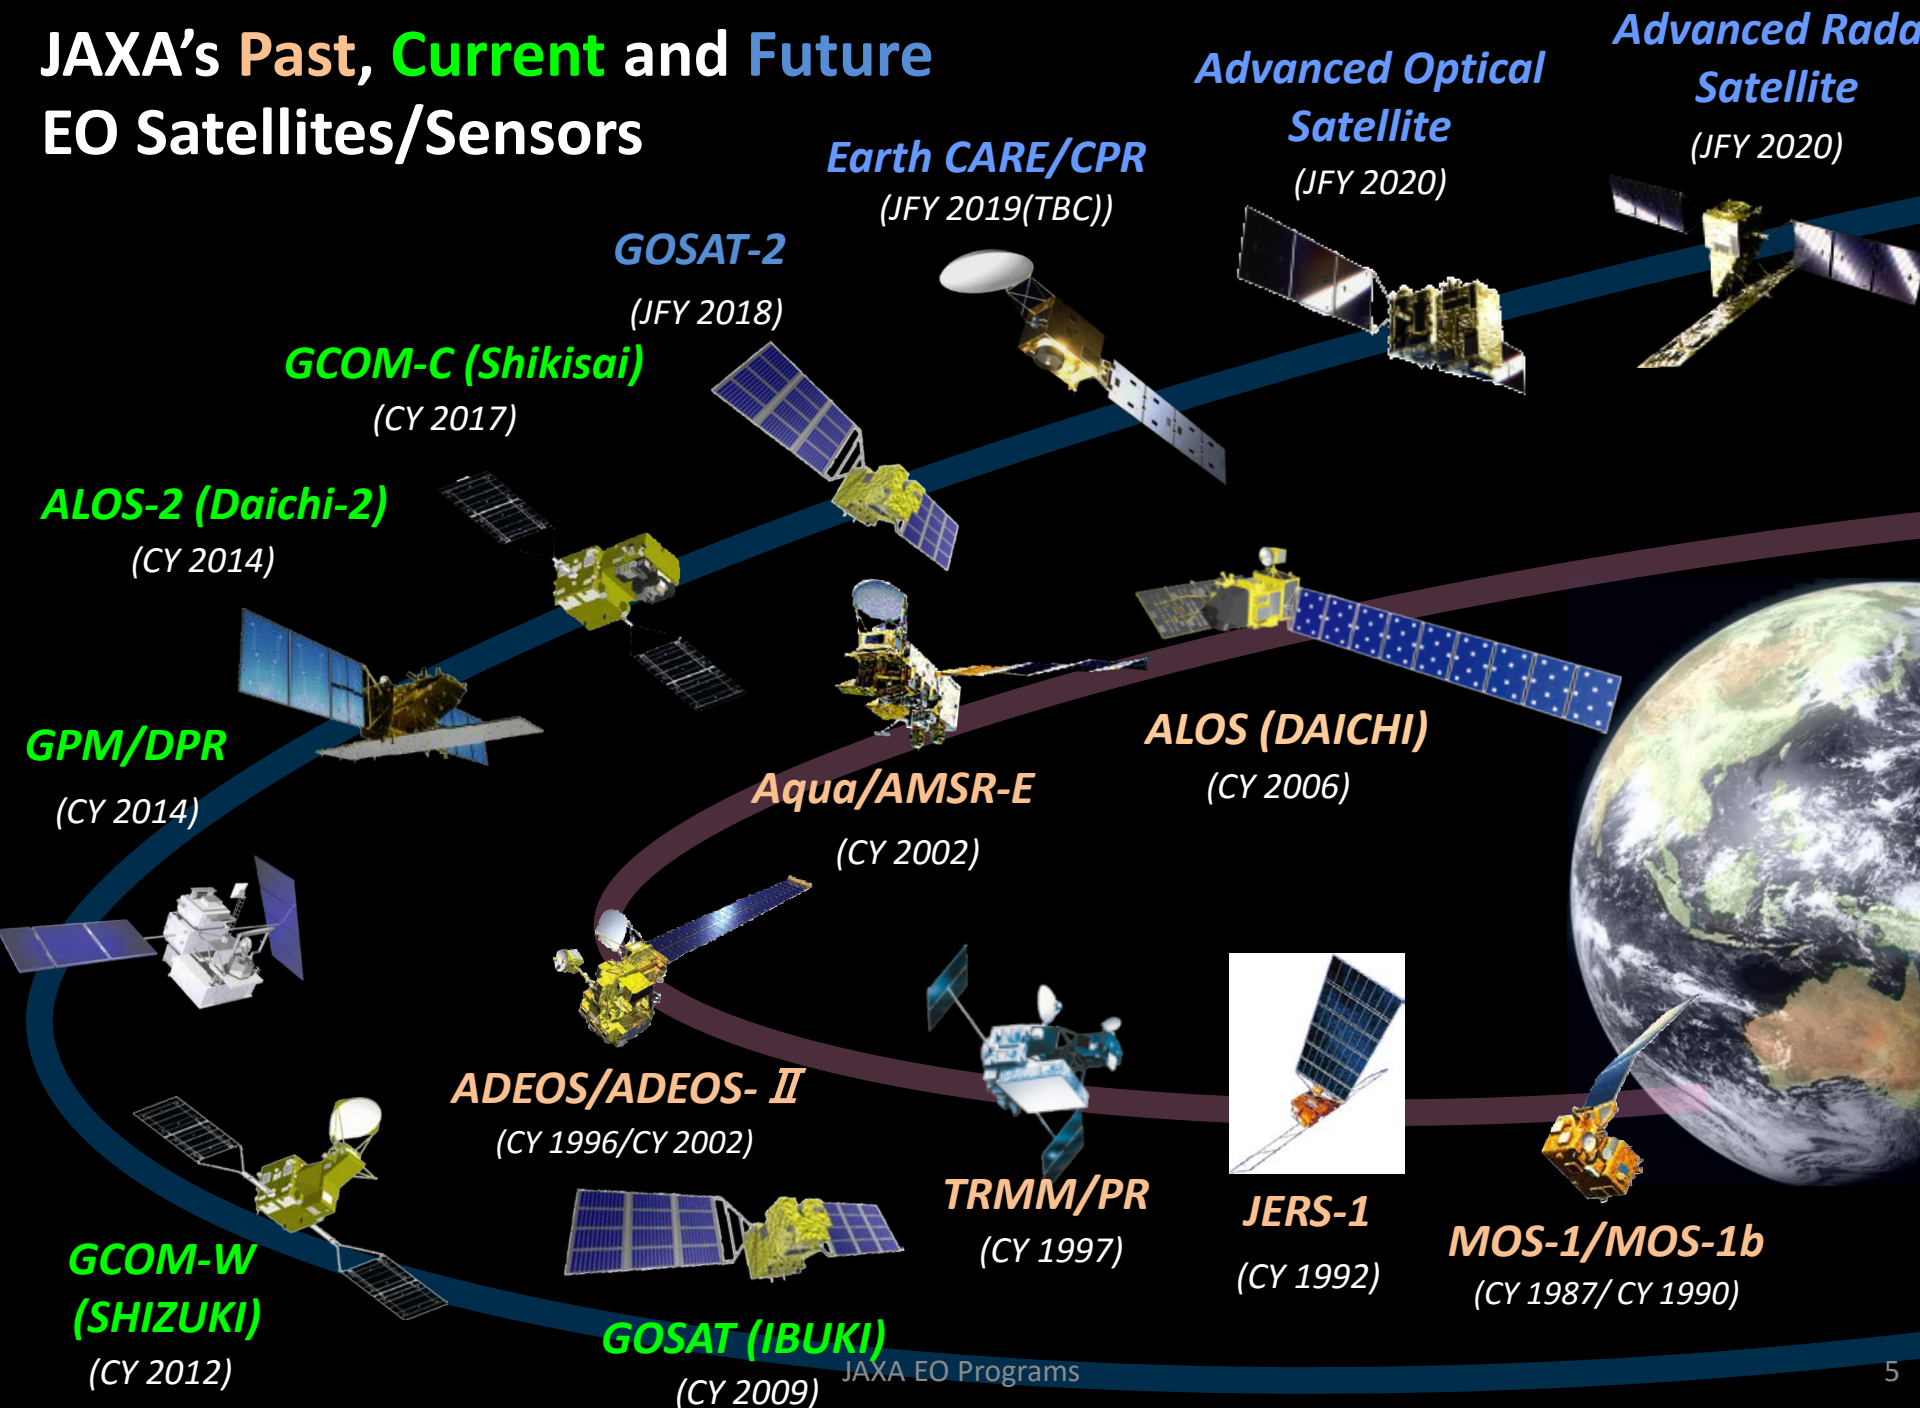 JAXA's Past, Current and Future
EO Satellites/Sensors
Advanced Rada
Satellite
(JFY 2020)
Advanced Optical
Satellite
(JFY 2020)
Earth CARE/CPR
(JFY 2019(TBC))
GOSAT-2
(JFY 2018)
GCOM-C (Shikisai)
(CY 2017)
ALOS-2 (Daichi-2)
(CY 2014)
GPM/DPR
(CY 2014)
Aqua/AMSR-E
(CY 2002)
ALOS (DAICHI)
(CY 2006)
ADEOS/ADEOS-Ⅱ
(CY 1996/CY 2002)
TRMM/PR
(CY 1997)
JERS-1
(CY 1992)
MOS-1/MOS-1b
(CY 1987/ CY 1990)
GCOM-W
(SHIZUKI)
(CY 2012)
GOSAT (IBUKI)
(CY 2009)
JAXA EO Programs
5